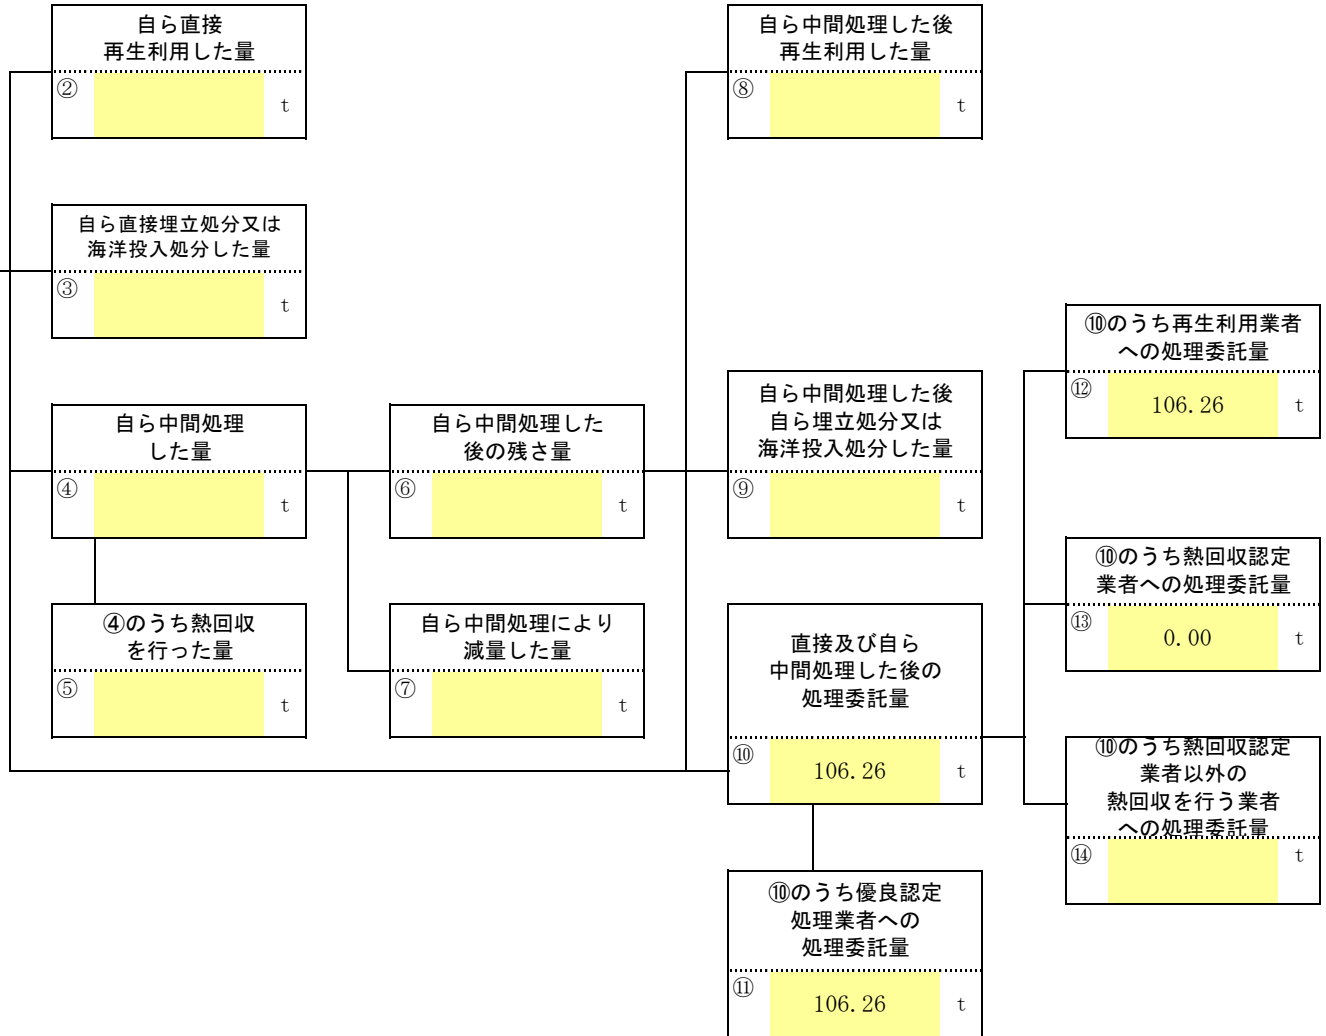 自ら直接
再生利用した量
②
t
自ら中間処理した後
再生利用した量
⑧
t
自ら直接埋立処分又は
海洋投入処分した量
③
t
⑩のうち再生利用業者
への処理委託量
⑫
106.26 t
自ら中間処理
した量
④
t
自ら中間処理した
後の残さ量
⑥
t
自ら中間処理した後
自ら埋立処分又は
海洋投入処分した量
⑨
t
⑩のうち熱回収認定
業者への処理委託量
⑬
0.00 t
④のうち熱回収
を行った量
⑤
t
自ら中間処理により
減量した量
⑦
t
直接及び自ら
中間処理した後の
処理委託量
⑩
106.26 t
⑩のうち熱回収認定
業者以外の
熱回収を行う業者
への処理委託量
⑭
t
⑩のうち優良認定
処理業者への
処理委託量
⑪
106.26 t